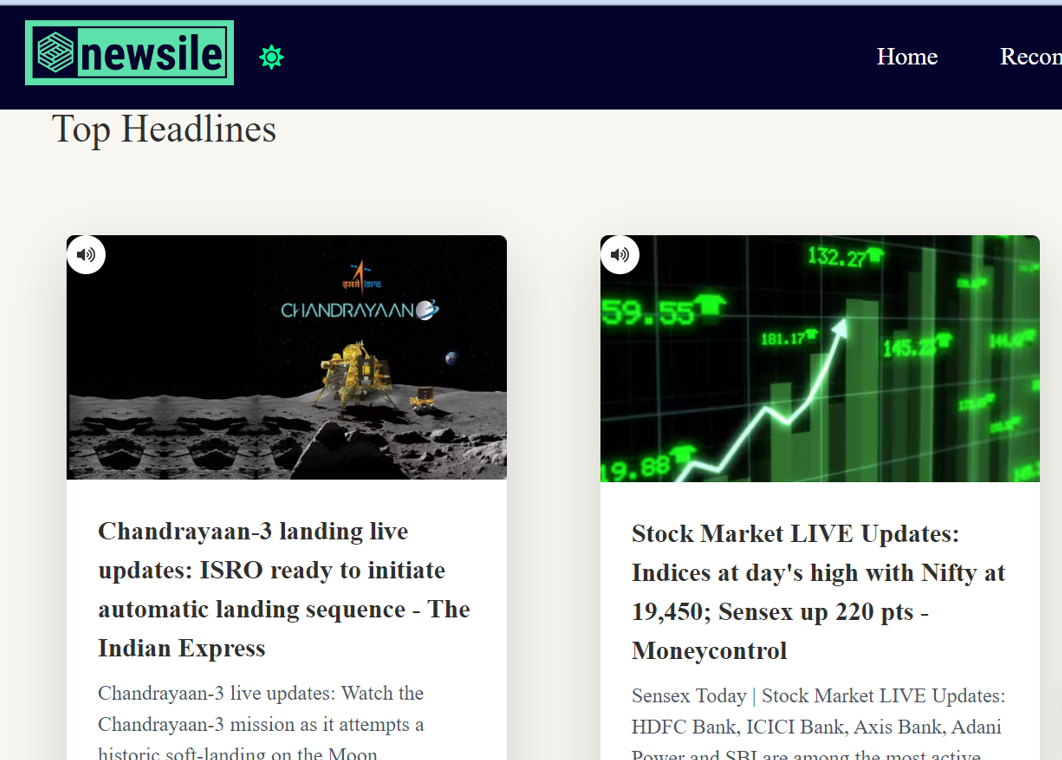 newsile
Home
Recon
Top Headlines
इसरो isro
CHANDRAYAAN
132.27
59.55
181.17
145.23
19.88
Chandrayaan-3 landing live
updates: ISRO ready to initiate
automatic landing sequence - The
Indian Express
Chandrayaan-3 live updates: Watch the
Chandrayaan-3 mission as it attempts a
historic soft-landing on the Moon.
Stock Market LIVE Updates:
Indices at day's high with Nifty at
19,450; Sensex up 220 pts -
Moneycontrol
Sensex Today | Stock Market LIVE Updates:
HDFC Bank, ICICI Bank, Axis Bank, Adani
Power and SBI are among the most active